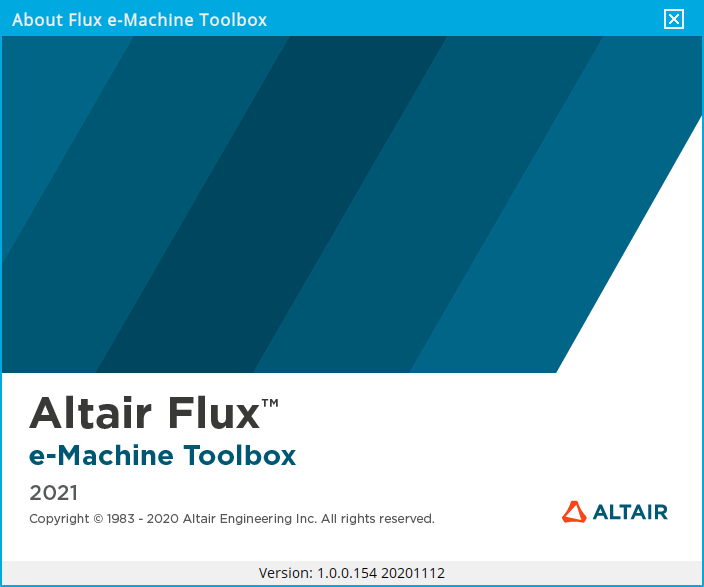 About Flux e-Machine Toolbox
Altair Flux™
e-Machine Toolbox
2021
Copyright © 1983 - 2020 Altair Engineering Inc. All rights reserved.
ALTAIR
Version: 1.0.0.154 20201112